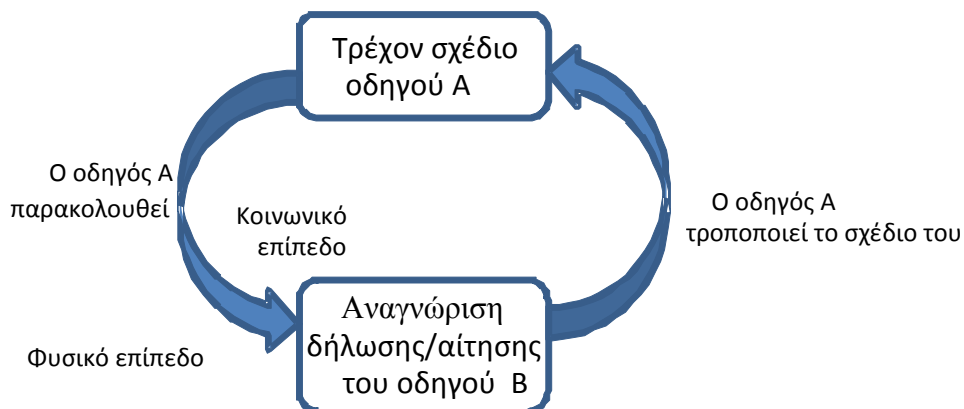 Τρέχον σχέδιο
οδηγού Α
Ο οδηγός Α
παρακολουθεί
Κοινωνικό
επίπεδο
Ο οδηγός Α
τροποποιεί το σχέδιο του
Αναγνώριση
δήλωσης/αίτησης
του οδηγού Β
Φυσικό επίπεδο